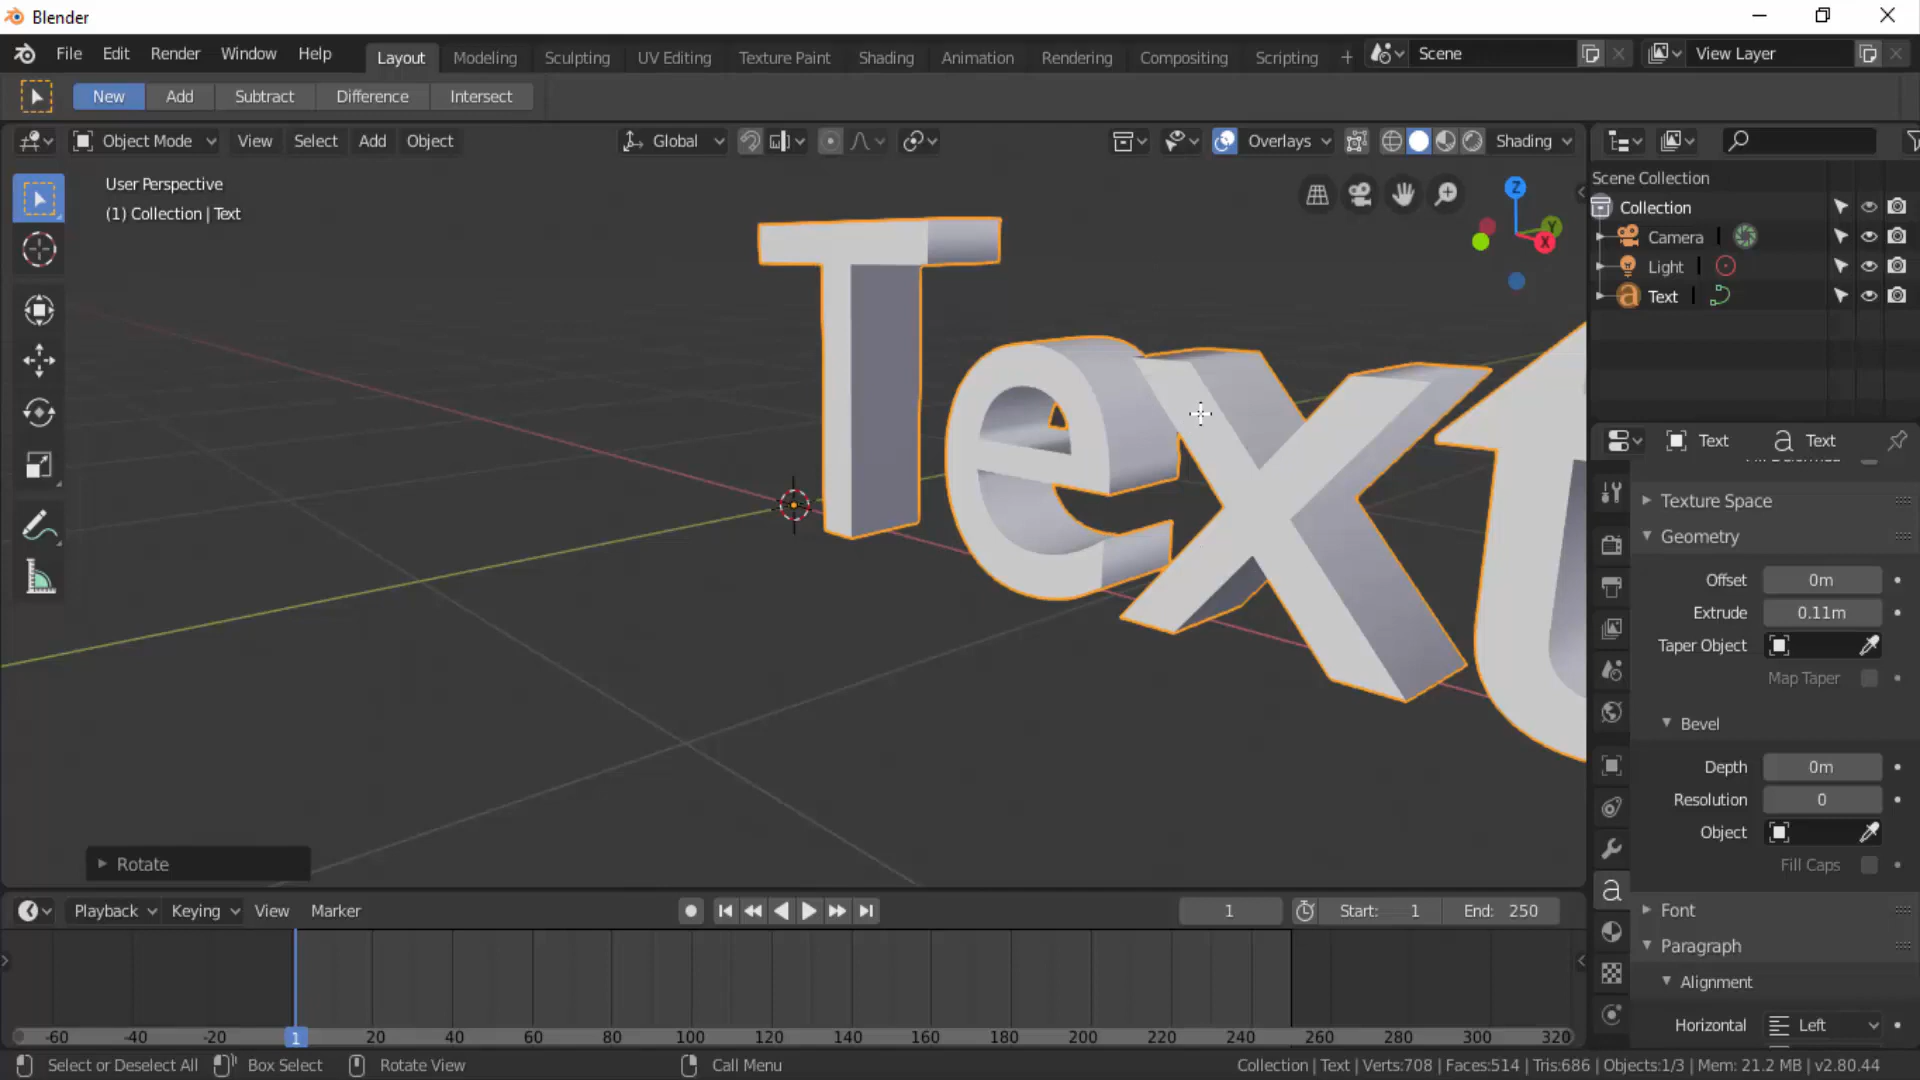 Blender
File Edit Render Window Help Layout Modeling Sculpting UV Editing Texture Paint Shading Animation Rendering Compositing Scripting + Scene View Layer
New Add Subtract Difference Intersect
Object Mode View Select Add Object Global Overlays Shading
User Perspective
(1) Collection | Text
Z
Y
X
Text
Scene Collection
Collection
Camera
Light
a Text
Text a Text
Texture Space
Geometry
Offset 0m
Extrude 0.11m
Taper Object
Map Taper
Bevel
Depth 0m
Resolution 0
Object
Fill Caps
a
Font
Paragraph
Alignment
Horizontal Left
Rotate
Playback Keying View Marker 1 Start: 1 End: 250
-60 -40 -20 1 20 40 60 80 100 120 140 160 180 200 220 240 260 280 300 320
Select or Deselect All Box Select Rotate View Call Menu Collection | Text | Verts:708 | Faces:514 | Tris:686 | Objects:1/3 | Mem: 21.2 MB | v2.80.44